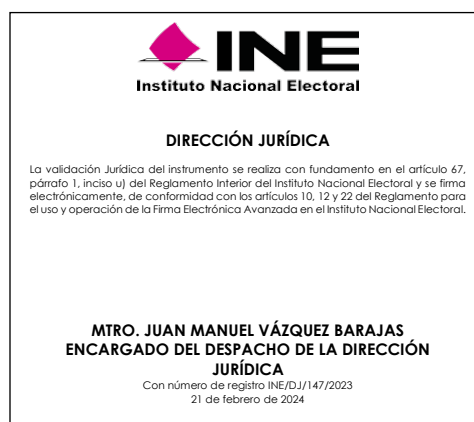 INE
Instituto Nacional Electoral
DIRECCIÓN JURÍDICA
La validación Jurídica del instrumento se realiza con fundamento en el artículo 67,
párrafo 1, inciso u) del Reglamento Interior del Instituto Nacional Electoral y se firma
electrónicamente, de conformidad con los artículos 10, 12 y 22 del Reglamento para
el uso y operación de la Firma Electrónica Avanzada en el Instituto Nacional Electoral.
MTRO. JUAN MANUEL VÁZQUEZ BARAJAS
ENCARGADO DEL DESPACHO DE LA DIRECCIÓN
JURÍDICA
Con número de registro INE/DJ/147/2023
21 de febrero de 2024